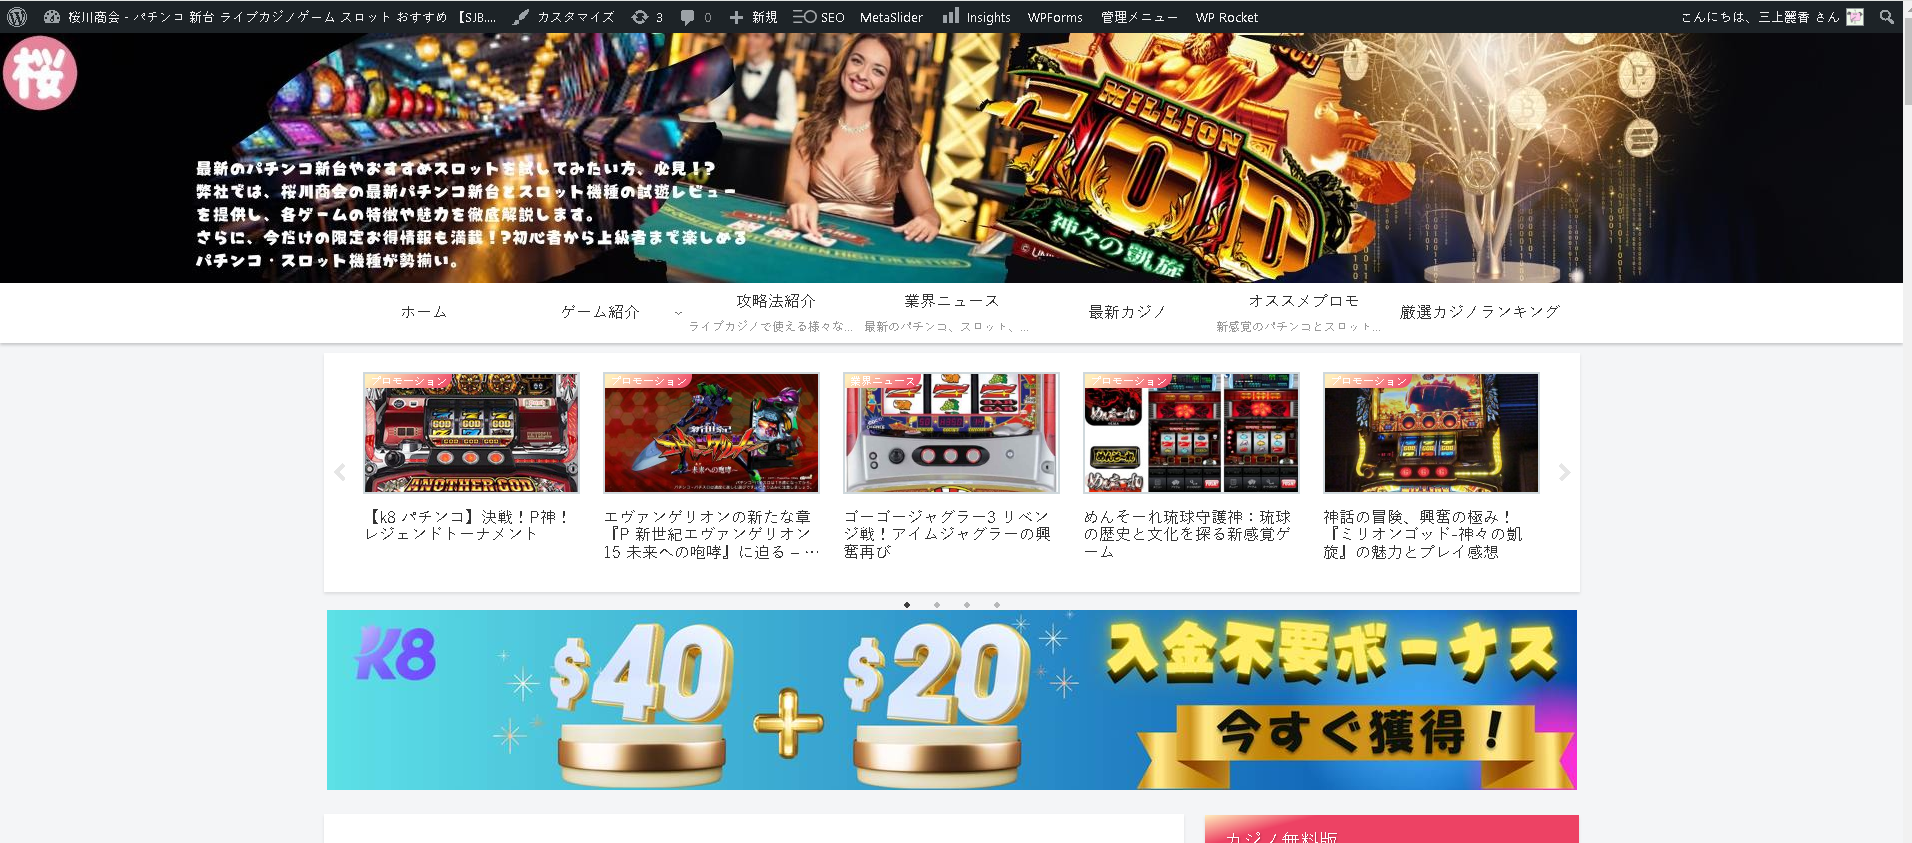 桜川商会 - パチンコ 新台 ライブカジノゲーム スロット おすすめ 【SJB.... カスタマイズ 3 0 新規 SEO MetaSlider Insights WPForms 管理メニュー WP Rocket こんにちは、三上麗香 さん
桜
最新のパチンコ新台やおすすめスロットを試してみたい方、必見！?
弊社では、桜川商会の最新パチンコ新台とスロット機種の試遊レビュー
を提供し、各ゲームの特徴や魅力を徹底解説します。
さらに、今だけの限定お得情報も満載！?初心者から上級者まで楽しめる
パチンコ・スロット機種が勢揃い。
MILLION
GOD
神々の凱旋
ホーム ゲーム紹介 攻略法紹介 業界ニュース 最新カジノ オススメプロモ 厳選カジノランキング
ライブカジノで使える様々な... 最新のパチンコ、スロット、... 新感覚のパチンコとスロット...
プロモーション プロモーション 業界ニュース プロモーション プロモーション
GOD GOD
ANOTHER GOD
新世紀
エヴァンゲリオン
～未来への咆哮～
【k8 パチンコ】決戦！P神！
レジェンドトーナメント
エヴァンゲリオンの新たな章
『P 新世紀エヴァンゲリオン
15 未来への咆哮』に迫る – …
ゴーゴージャグラー3 リベン
ジ戦！アイムジャグラーの興
奮再び
めんそーれ琉球守護神：琉球
の歴史と文化を探る新感覚ゲ
ーム
神話の冒険、興奮の極み！
『ミリオンゴッド-神々の凱
旋』の魅力とプレイ感想
K8
$40 + $20
入金不要ボーナス
今すぐ獲得！
カジノ無料版